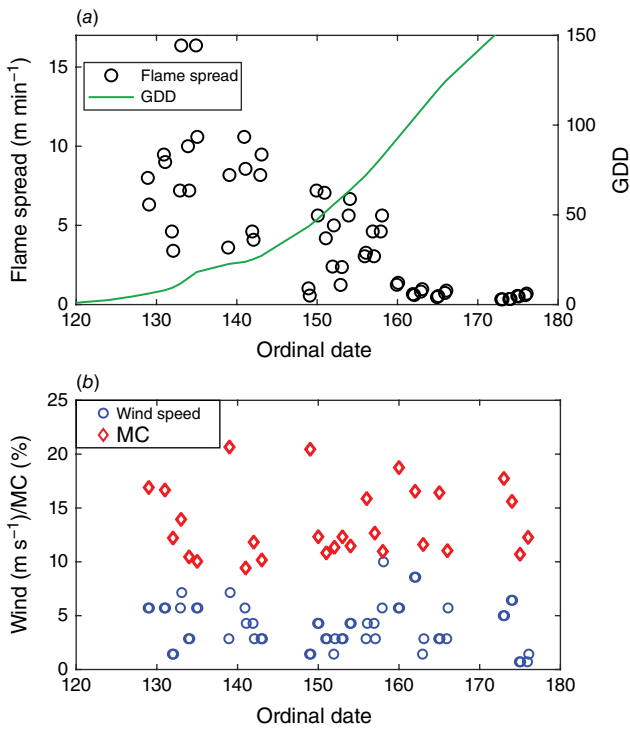 (a)
15
10
5
0
Flame spread (m min⁻¹)
Flame spread
GDD
150
100
50
0
GDD
120 130 140 150 160 170 180
Ordinal date
(b)
25
20
15
10
5
0
Wind (m s⁻¹)/MC (%)
Wind speed
MC
120 130 140 150 160 170 180
Ordinal date